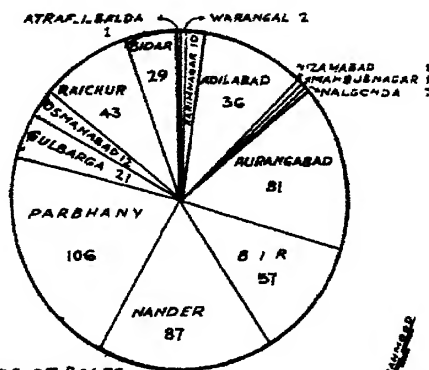 ATRAF-I-BALDA
1
WARANGAL 2
BIDAR
29
KARIMNAGAR 10
ADILABAD
36
NIZAMABAD
MAHBUBNAGAR
NALGONDA
RAICHUR
43
OSMANABAD 12
GULBARGA
21
AURANGABAD
81
PARBHANY
106
BIR
57
NANDER
87